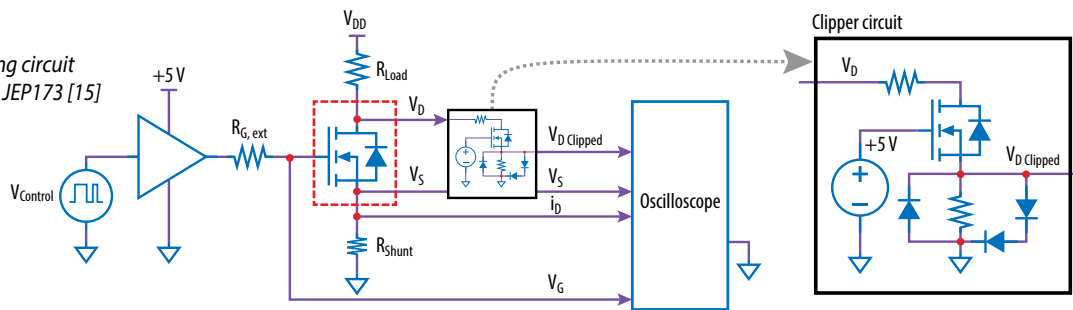 ng circuit
JEP173 [15]
+5 V
V_Control
R_G, ext
V_DD
R_Load
V_D
V_S
R_Shunt
V_D Clipped
V_S
i_D
V_G
Oscilloscope
Clipper circuit
V_D
+5 V
V_D Clipped